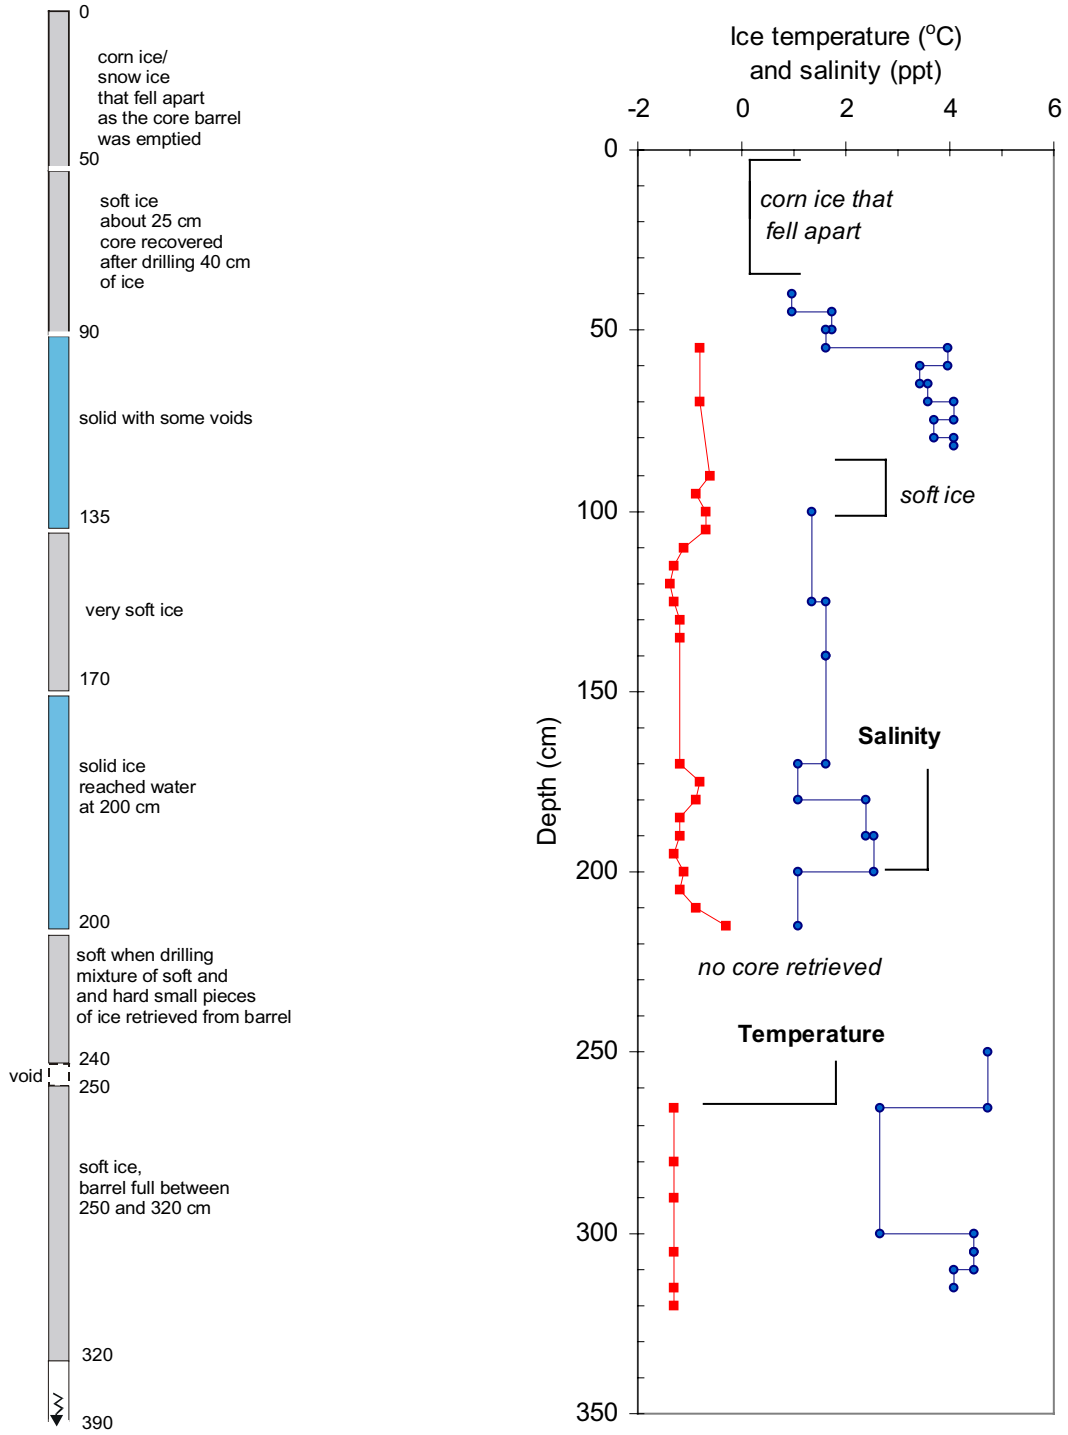 0
corn ice/
snow ice
that fell apart
as the core barrel
was emptied
50
soft ice
about 25 cm
core recovered
after drilling 40 cm
of ice
90
solid with some voids
135
very soft ice
170
solid ice
reached water
at 200 cm
200
soft when drilling
mixture of soft and
and hard small pieces
of ice retrieved from barrel
240
void
250
soft ice,
barrel full between
250 and 320 cm
320
390
Ice temperature (°C)
and salinity (ppt)
-2 0 2 4 6
0
corn ice that
fell apart
50
soft ice
100
150
Depth (cm)
Salinity
200
no core retrieved
Temperature
250
300
350